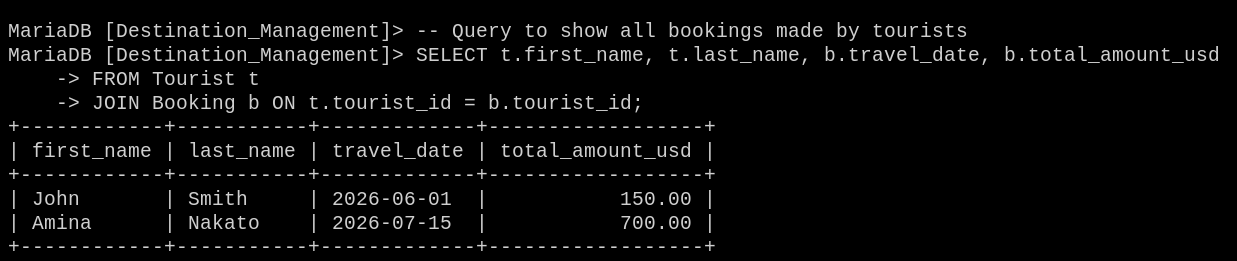 MariaDB [Destination_Management]> -- Query to show all bookings made by tourists
MariaDB [Destination_Management]> SELECT t.first_name, t.last_name, b.travel_date, b.total_amount_usd
    -> FROM Tourist t
    -> JOIN Booking b ON t.tourist_id = b.tourist_id;
+------------+-----------+-------------+------------------+
| first_name | last_name | travel_date | total_amount_usd |
+------------+-----------+-------------+------------------+
| John       | Smith     | 2026-06-01  |           150.00 |
| Amina      | Nakato    | 2026-07-15  |           700.00 |
+------------+-----------+-------------+------------------+